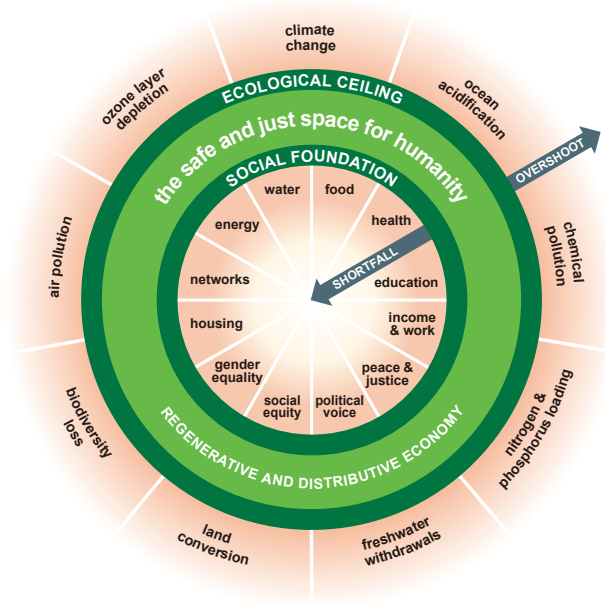 climate
change
ocean
acidification
ozone layer
depletion
ECOLOGICAL CEILING
the safe and just space for humanity
OVERSHOOT
SOCIAL FOUNDATION
water
food
energy
health
SHORTFALL
air pollution
chemical
pollution
networks
education
housing
income
& work
gender
equality
peace &
justice
social
equity
political
voice
biodiversity
loss
nitrogen &
phosphorus loading
REGENERATIVE AND DISTRIBUTIVE ECONOMY
land
conversion
freshwater
withdrawals